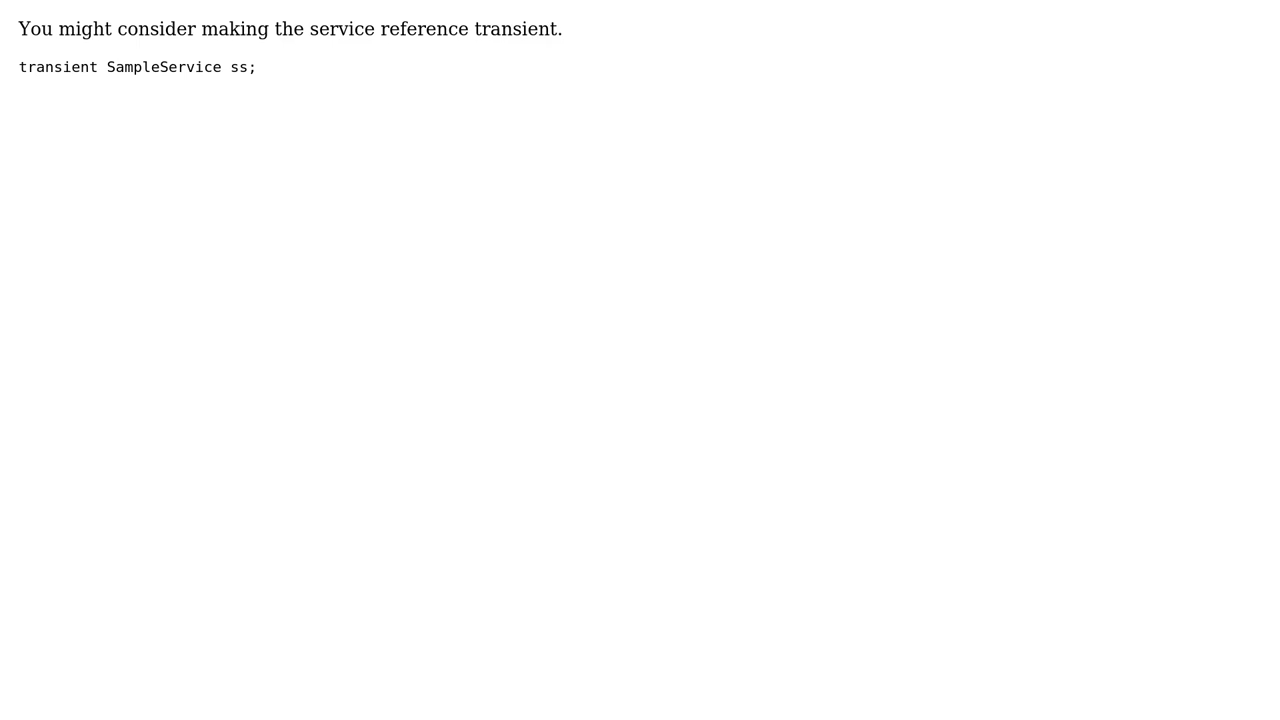 You might consider making the service reference transient.
transient SampleService ss;